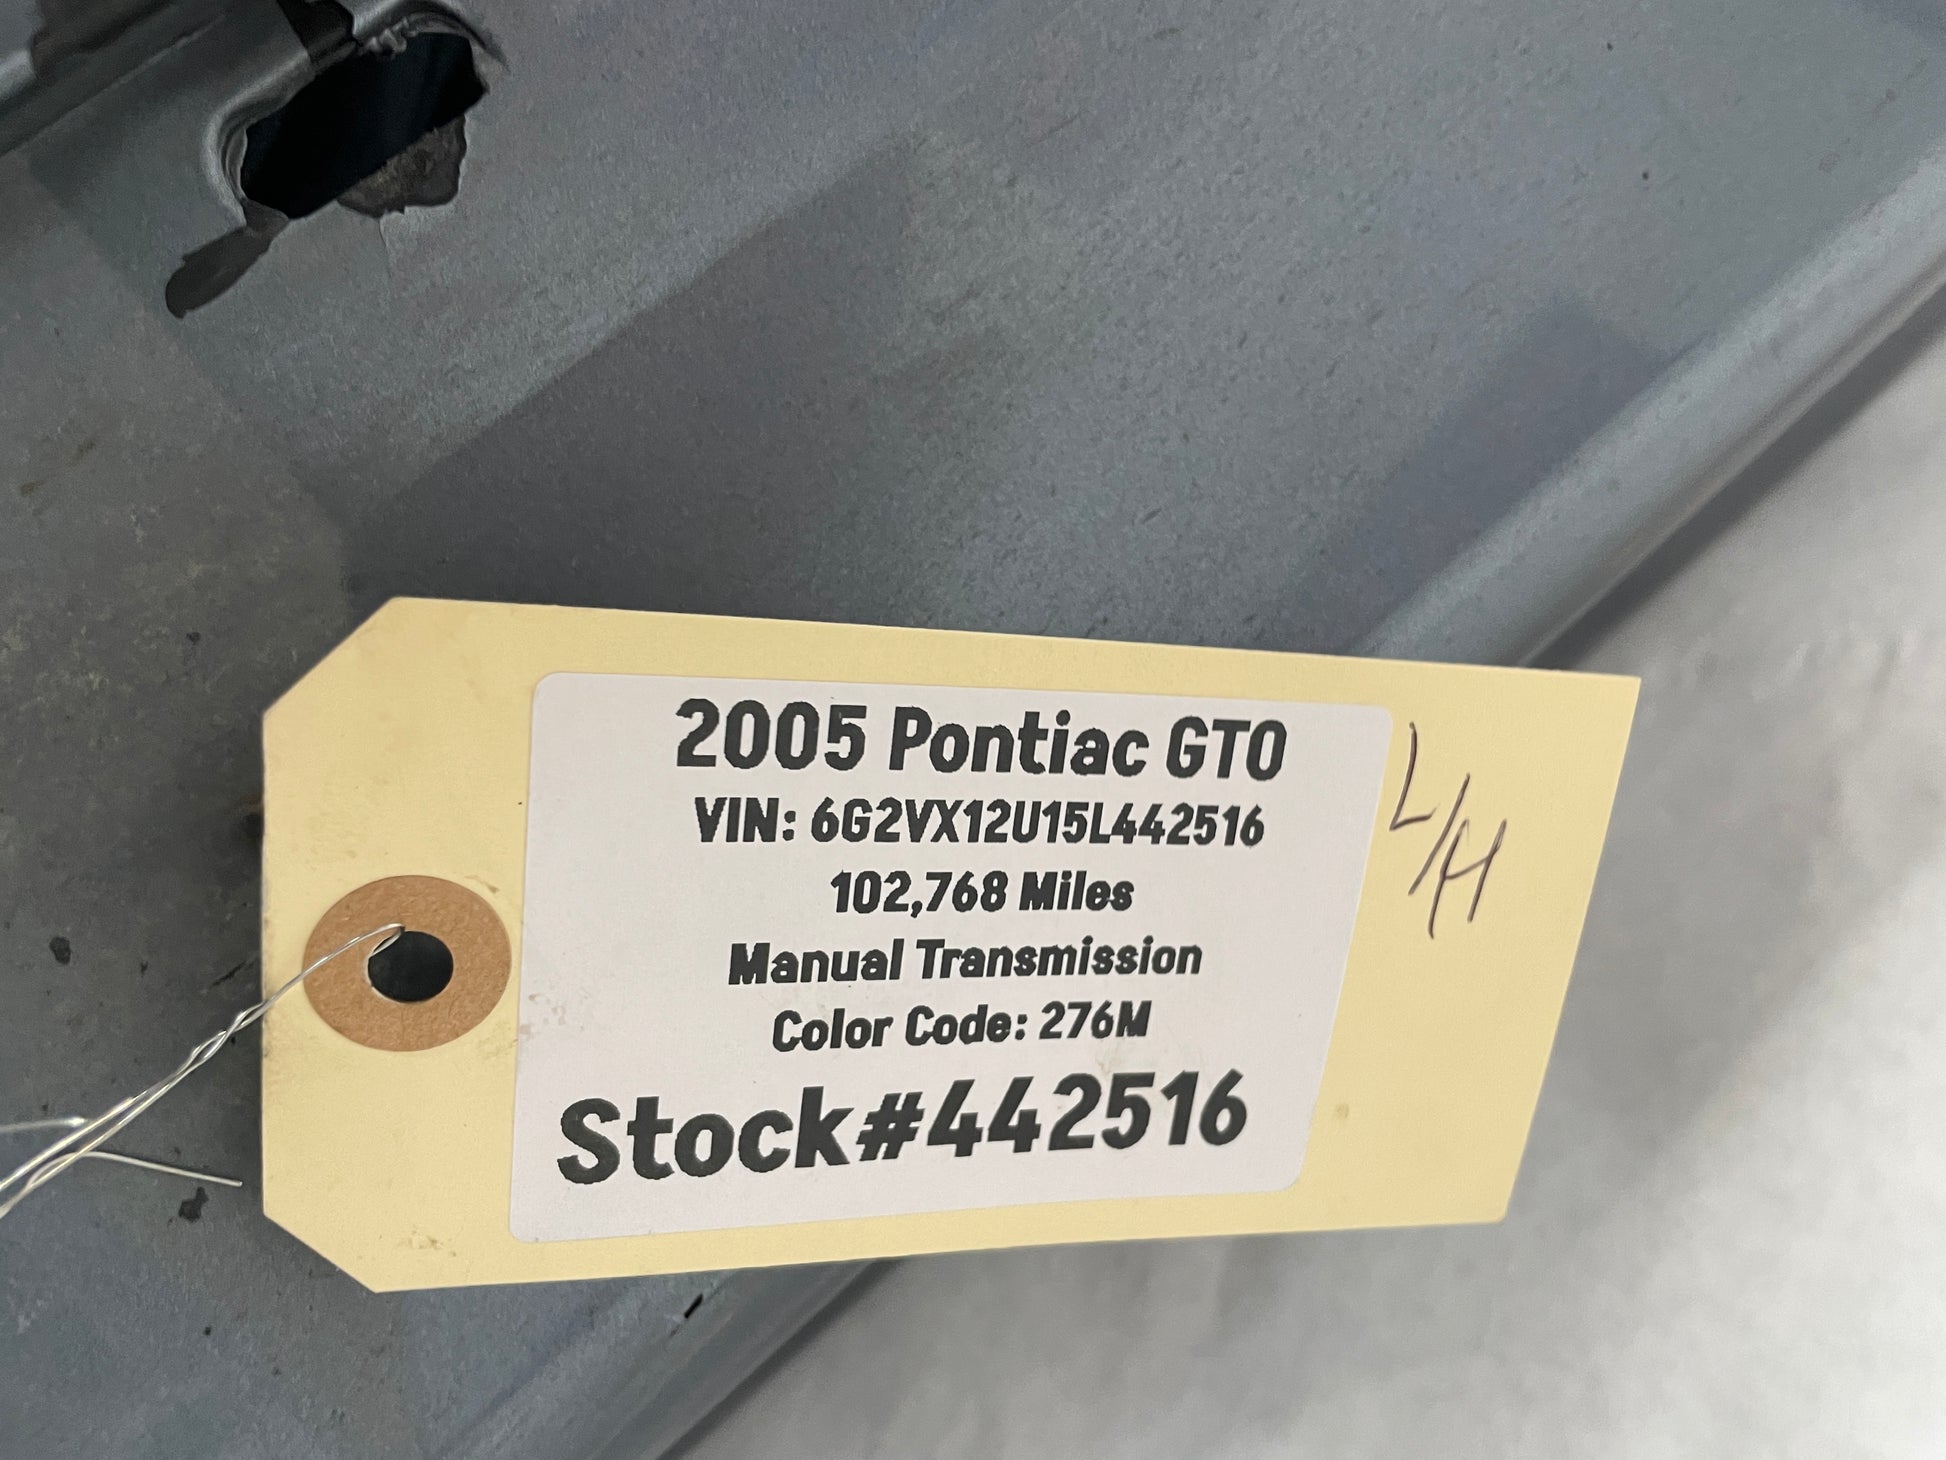 2005 Pontiac GTO
VIN: 6G2VX12U15L442516
102,768 Miles
Manual Transmission
Color Code: 276M
Stock#442516
L/H